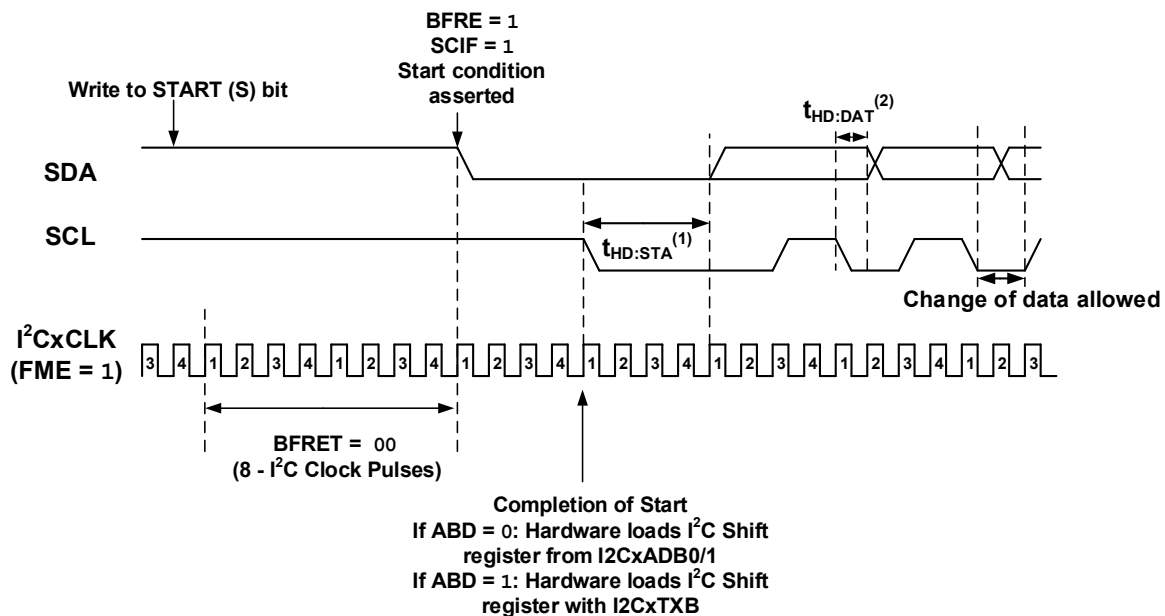 BFRE = 1
SCIF = 1
Start condition
asserted
Write to START (S) bit
tHD:DAT(2)
SDA
SCL
tHD:STA(1)
Change of data allowed
I2CxCLK
(FME = 1)
3 4 1 2 3 4 1 2 3 4 1 2 3 4 1 2 3 4 1 2 3 4 1 2 3 4 1 2 3
BFRET = 00
(8 - I2C Clock Pulses)
Completion of Start
If ABD = 0: Hardware loads I2C Shift
register from I2CxADB0/1
If ABD = 1: Hardware loads I2C Shift
register with I2CxTXB